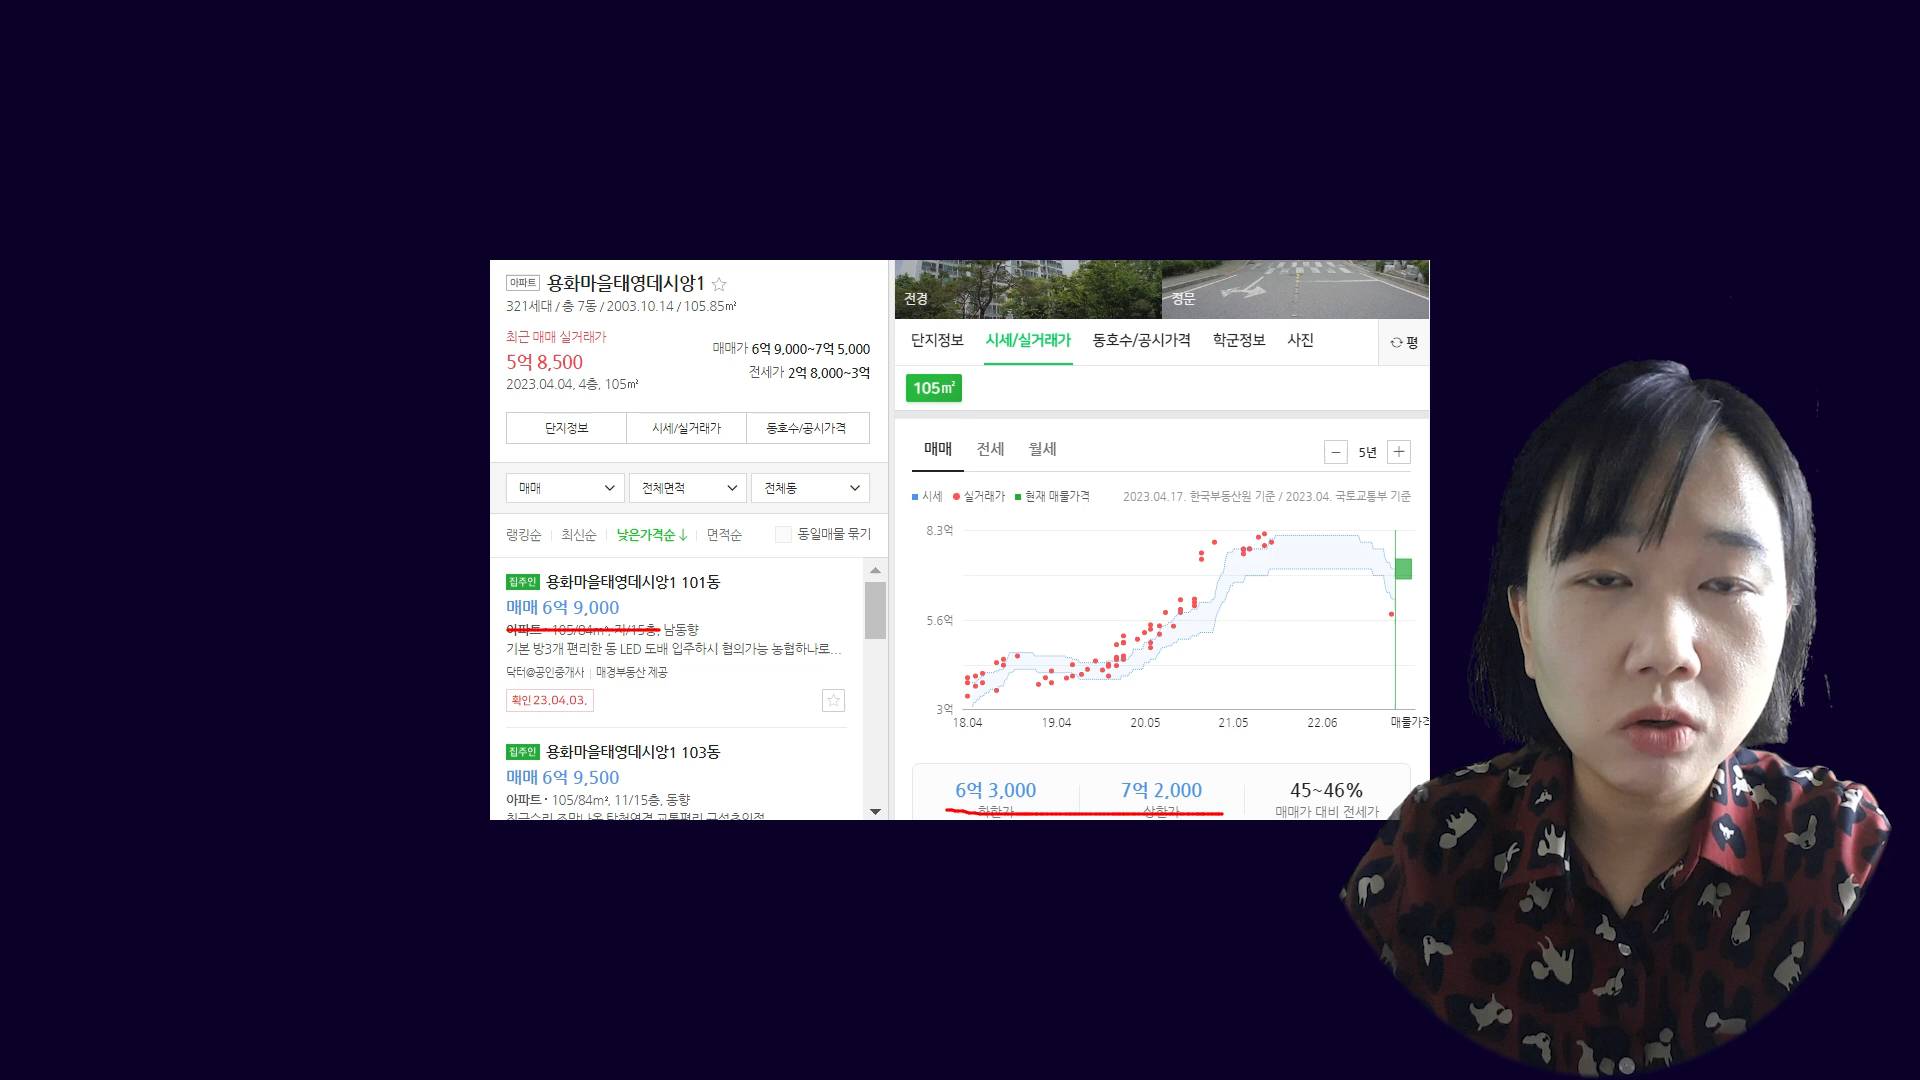 아파트 용화마을태영데시앙1
321세대 / 총 7동 / 2003.10.14 / 105.85㎡
최근 매매 실거래가
5억 8,500
2023.04.04, 4층, 105㎡
매매가 6억 9,000~7억 5,000
전세가 2억 8,000~3억
단지정보 시세/실거래가 동호수/공시가격
매매 전체면적 전체동
랭킹순 최신순 낮은가격순↓ 면적순 동일매물 묶기
집주인 용화마을태영데시앙1 101동
매매 6억 9,000
아파트 · 105/84㎡, 저/15층, 남동향
기본 방3개 편리한 동 LED 도배 입주하시 협의가능 농협하나로...
닥터@공인중개사 매경부동산 제공
확인 23.04.03.
집주인 용화마을태영데시앙1 103동
매매 6억 9,500
아파트 · 105/84㎡, 11/15층, 동향
전경 정문
단지정보 시세/실거래가 동호수/공시가격 학군정보 사진 평
105㎡
매매 전세 월세 − 5년 +
시세 실거래가 현재 매물가격 2023.04.17. 한국부동산원 기준 / 2023.04. 국토교통부 기준
8.3억
5.6억
3억
18.04 19.04 20.05 21.05 22.06 매물가격
6억 3,000 7억 2,000 45~46%
하한가 상한가 매매가 대비 전세가